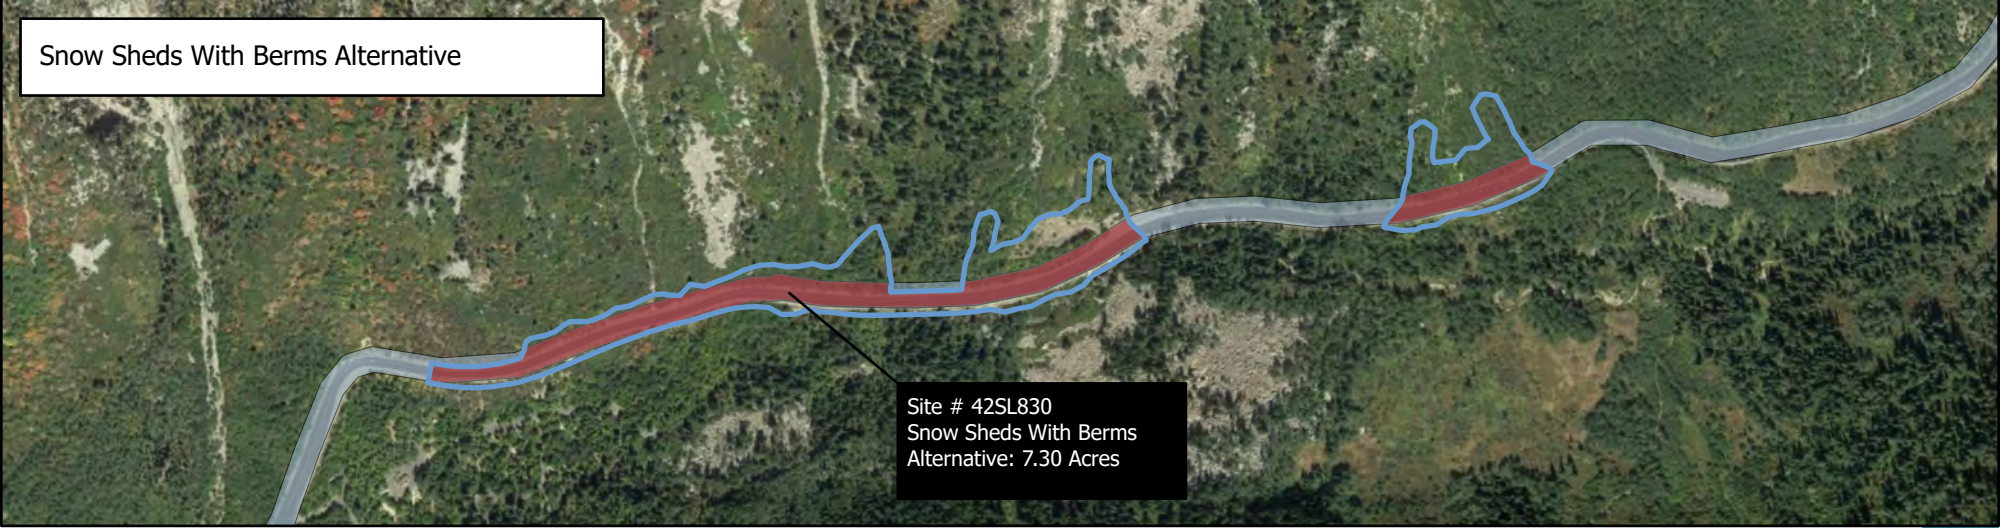 Snow Sheds With Berms Alternative
Site # 42SL830
Snow Sheds With Berms
Alternative: 7.30 Acres